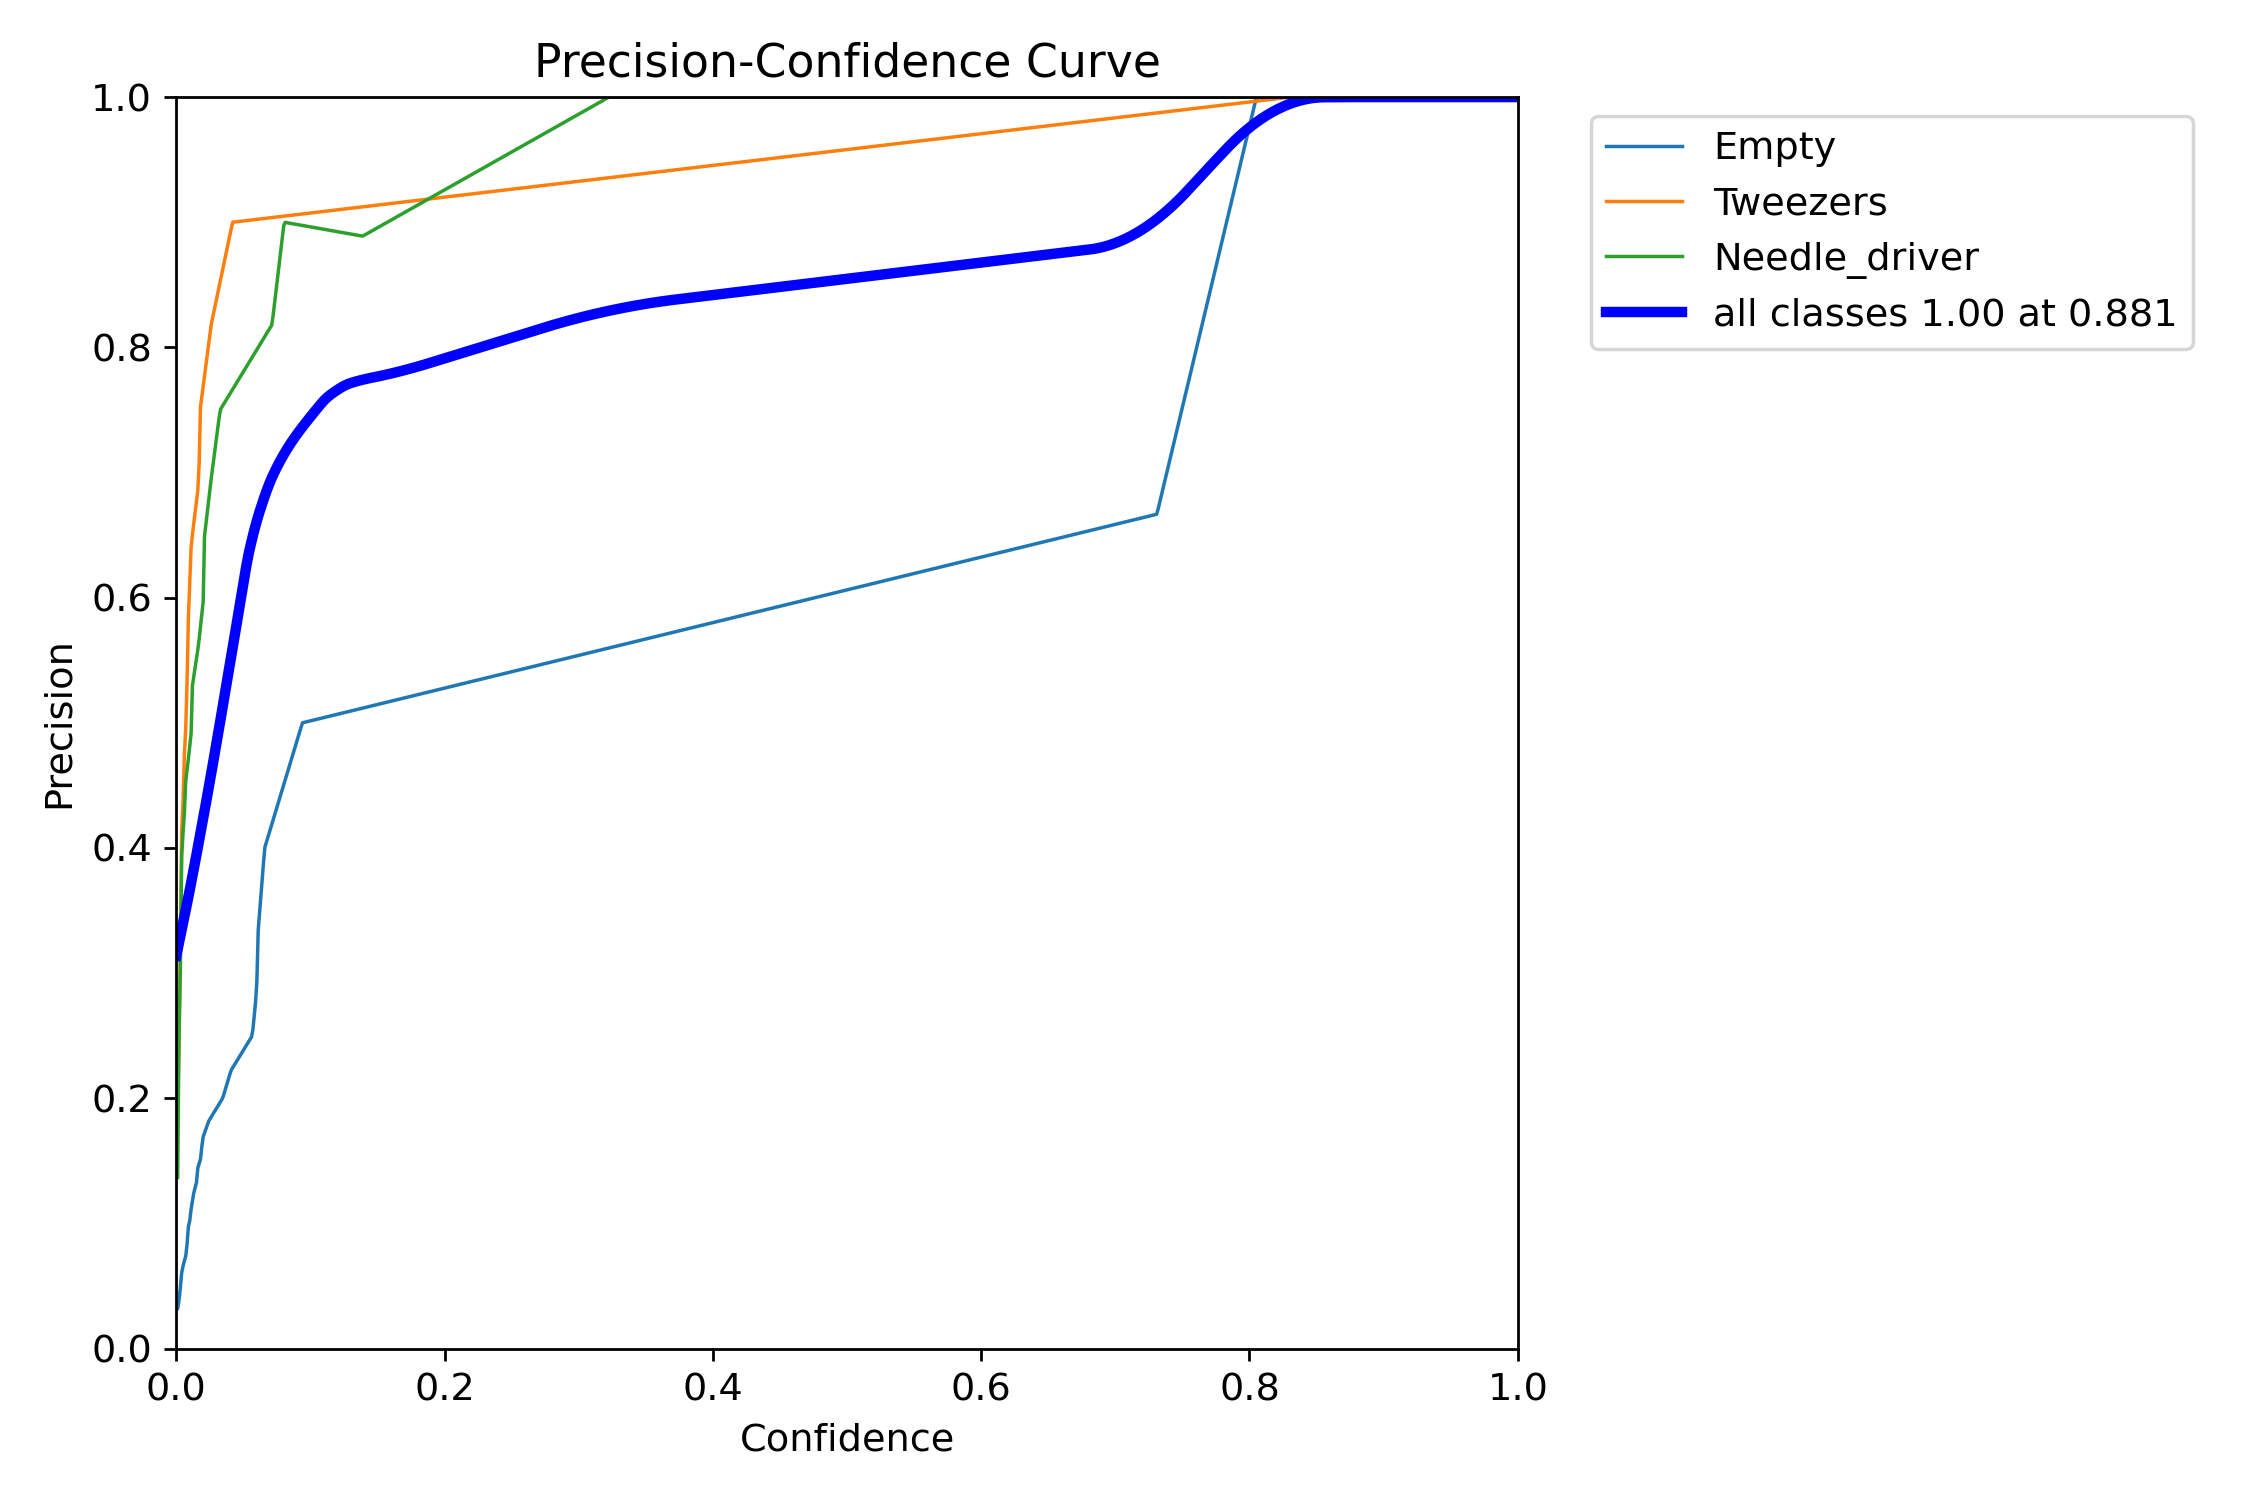 Precision-Confidence Curve
1.0
0.8
0.6
0.4
0.2
0.0
Precision
0.0 0.2 0.4 0.6 0.8 1.0
Confidence
Empty
Tweezers
Needle_driver
all classes 1.00 at 0.881